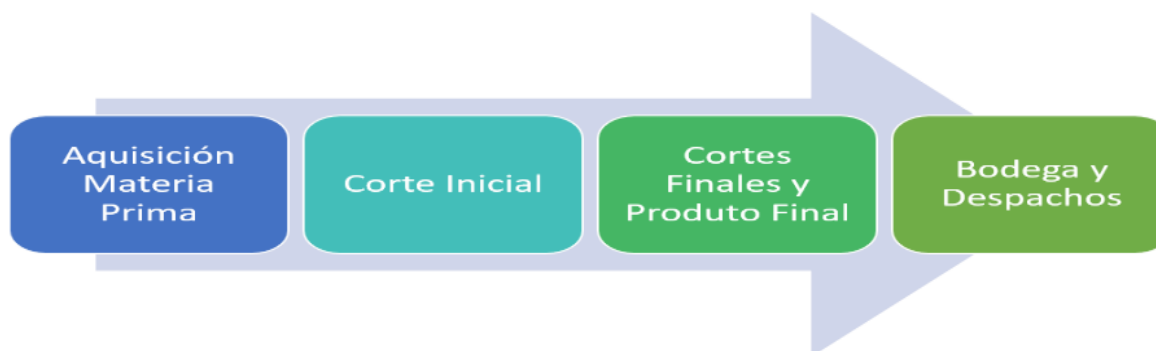 Aquisición
Materia
Prima
Corte Inicial
Cortes
Finales y
Produto Final
Bodega y
Despachos